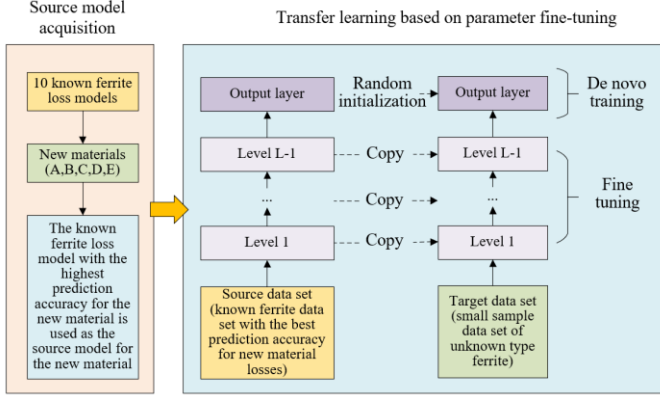 Source model
acquisition
10 known ferrite
loss models
New materials
(A,B,C,D,E)
The known
ferrite loss
model with the
highest
prediction
accuracy for the
new material is
used as the
source model for
the new material
Transfer learning based on parameter fine-tuning
Output layer
Random
initialization
Output layer
De novo
training
Level L-1
Copy
Level L-1
...
Copy
...
Fine
tuning
Level 1
Copy
Level 1
Source data set
(known ferrite data
set with the best
prediction accuracy
for new material
losses)
Target data set
(small sample
data set of
unknown type
ferrite)